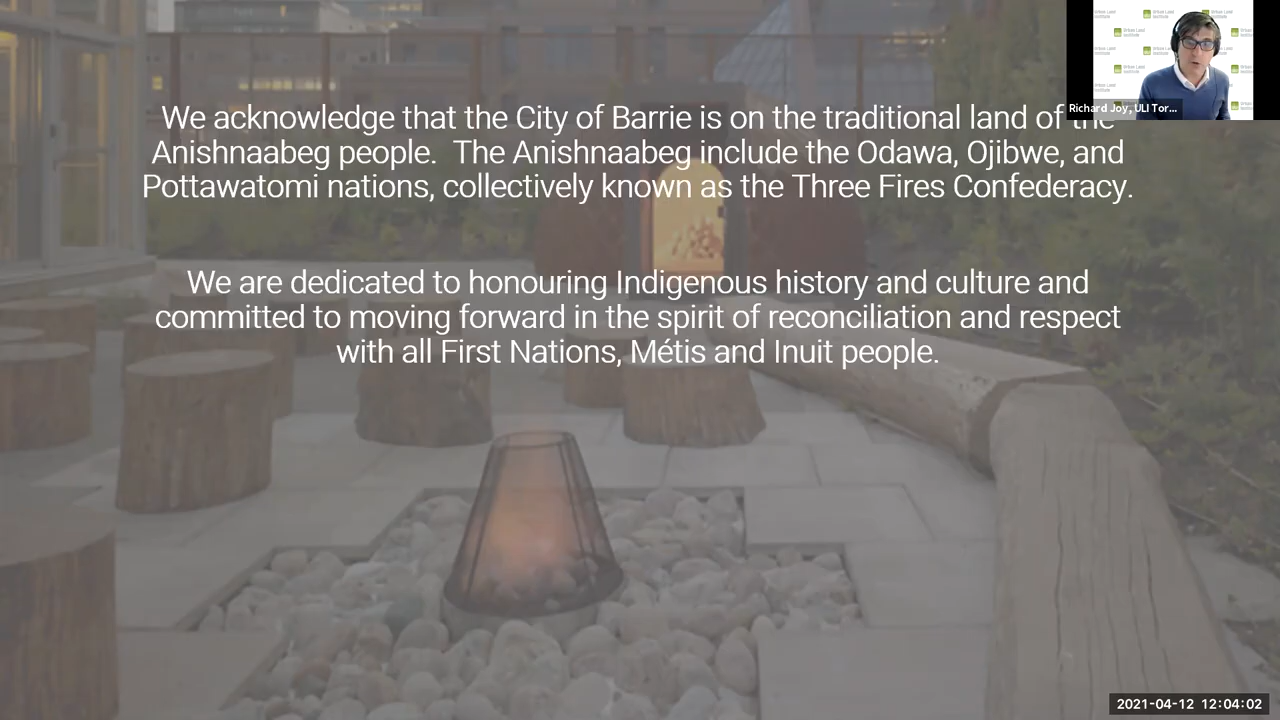 We acknowledge that the City of Barrie is on the traditional land of the
Anishnaabeg people.  The Anishnaabeg include the Odawa, Ojibwe, and
Pottawatomi nations, collectively known as the Three Fires Confederacy.
We are dedicated to honouring Indigenous history and culture and
committed to moving forward in the spirit of reconciliation and respect
with all First Nations, Métis and Inuit people.
Urban Land
Institute
Richard Joy, ULI Tor...
2021-04-12 12:04:02